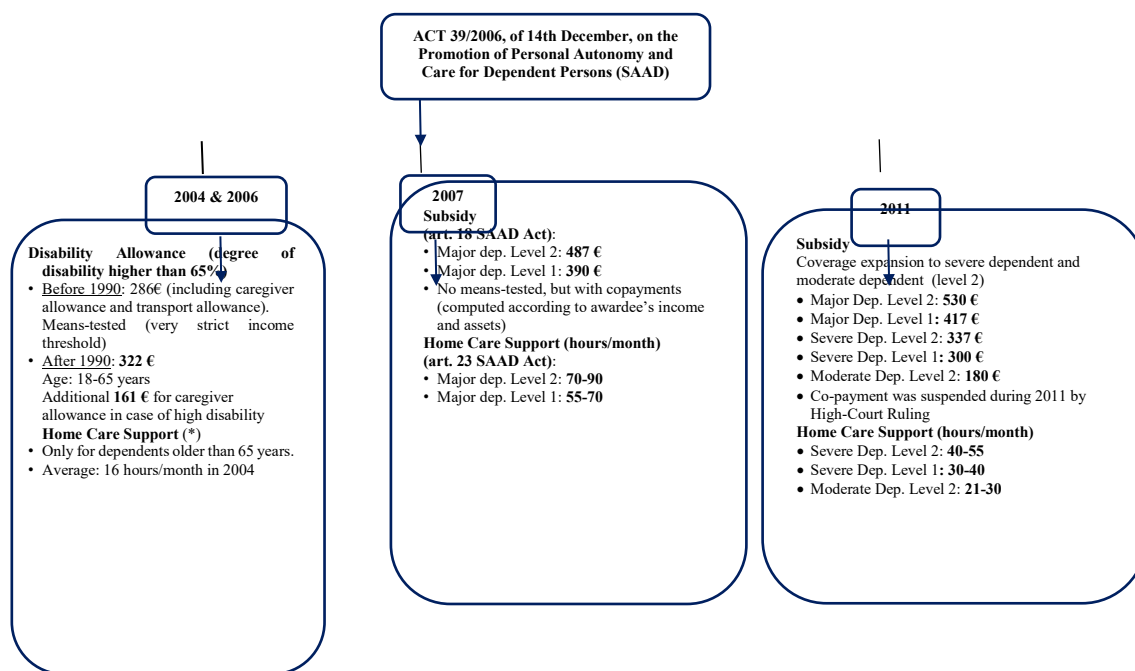 ACT 39/2006, of 14th December, on the
Promotion of Personal Autonomy and
Care for Dependent Persons (SAAD)
2004 & 2006
Disability Allowance (degree of
disability higher than 65%)
• Before 1990: 286€ (including caregiver
allowance and transport allowance).
Means-tested (very strict income
threshold)
• After 1990: 322 €
Age: 18-65 years
Additional 161 € for caregiver
allowance in case of high disability
Home Care Support (*)
• Only for dependents older than 65 years.
• Average: 16 hours/month in 2004
2007
Subsidy
(art. 18 SAAD Act):
• Major dep. Level 2: 487 €
• Major dep. Level 1: 390 €
• No means-tested, but with copayments
(computed according to awardee’s income
and assets)
Home Care Support (hours/month)
(art. 23 SAAD Act):
• Major dep. Level 2: 70-90
• Major dep. Level 1: 55-70
2011
Subsidy
Coverage expansion to severe dependent and
moderate dependent (level 2)
• Major Dep. Level 2: 530 €
• Major Dep. Level 1: 417 €
• Severe Dep. Level 2: 337 €
• Severe Dep. Level 1: 300 €
• Moderate Dep. Level 2: 180 €
• Co-payment was suspended during 2011 by
High-Court Ruling
Home Care Support (hours/month)
• Severe Dep. Level 2: 40-55
• Severe Dep. Level 1: 30-40
• Moderate Dep. Level 2: 21-30